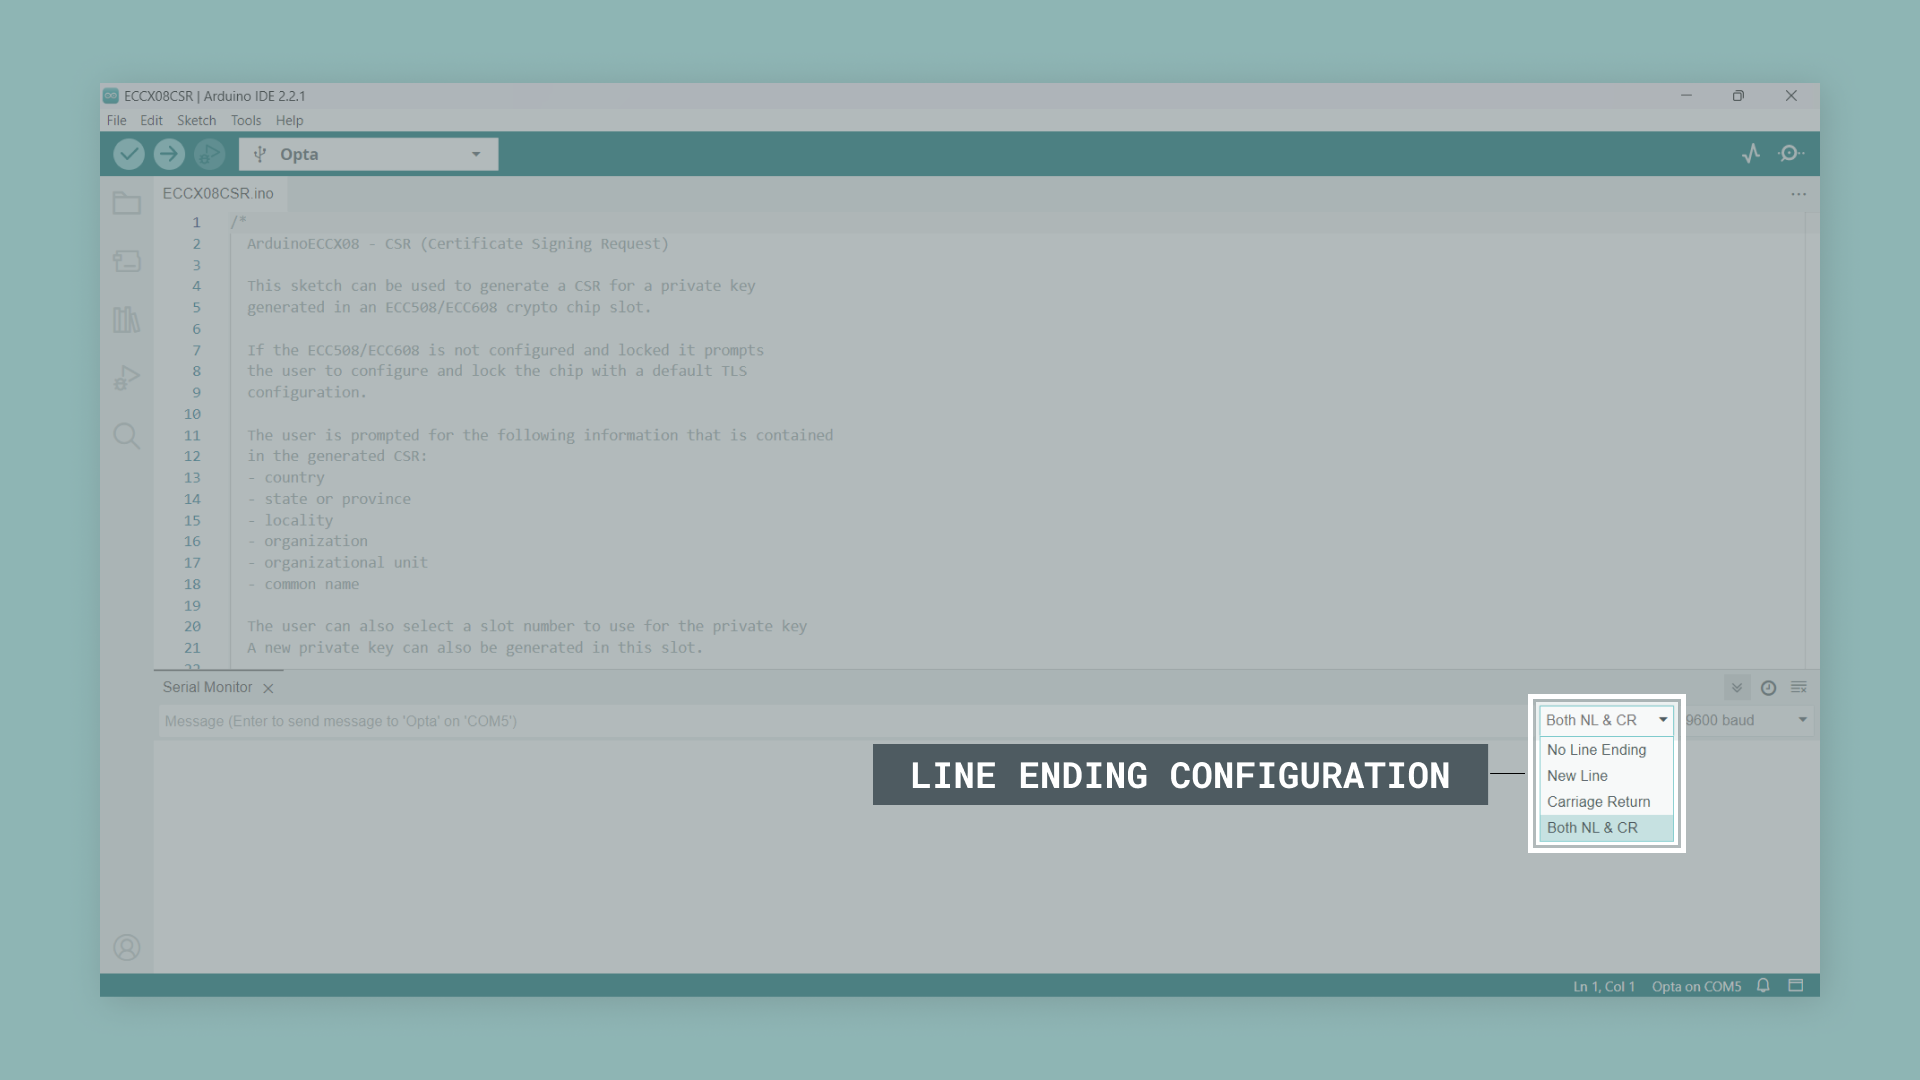 ECCX08CSR | Arduino IDE 2.2.1
File Edit Sketch Tools Help
Opta
ECCX08CSR.ino
...
1 /*
2 ArduinoECCX08 - CSR (Certificate Signing Request)
3
4 This sketch can be used to generate a CSR for a private key
5 generated in an ECC508/ECC608 crypto chip slot.
6
7 If the ECC508/ECC608 is not configured and locked it prompts
8 the user to configure and lock the chip with a default TLS
9 configuration.
10
11 The user is prompted for the following information that is contained
12 in the generated CSR:
13 - country
14 - state or province
15 - locality
16 - organization
17 - organizational unit
18 - common name
19
20 The user can also select a slot number to use for the private key
21 A new private key can also be generated in this slot.
22
Serial Monitor
Message (Enter to send message to 'Opta' on 'COM5')
Both NL & CR
9600 baud
LINE ENDING CONFIGURATION
No Line Ending
New Line
Carriage Return
Both NL & CR
Ln 1, Col 1 Opta on COM5